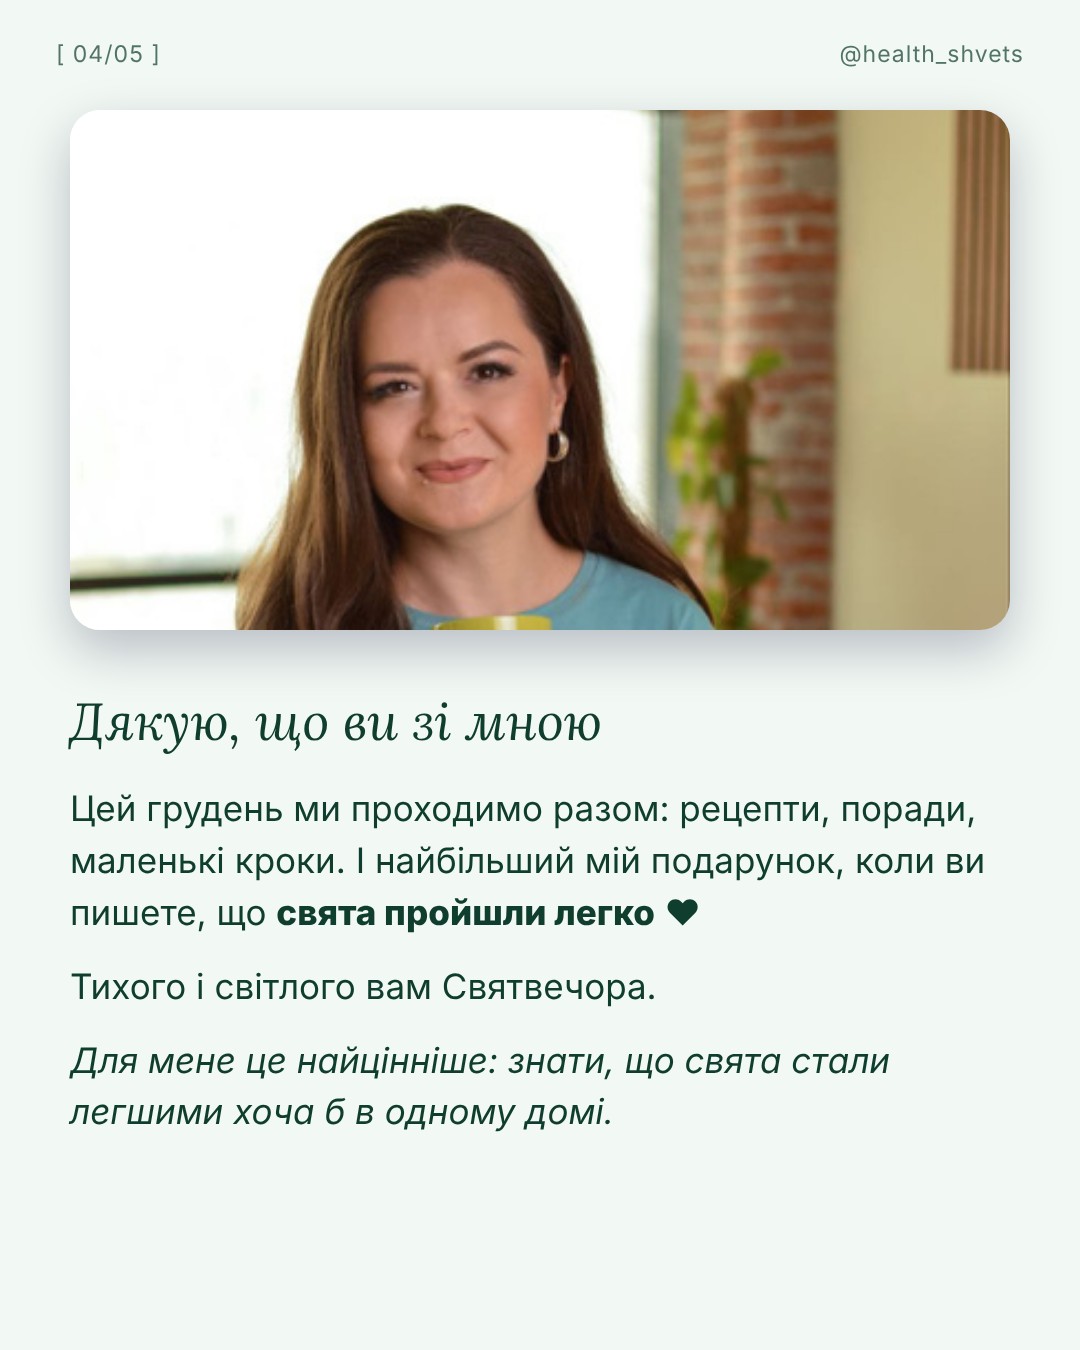 [ 04/05 ]
@health_shvets
Дякую, що ви зі мною
Цей грудень ми проходимо разом: рецепти, поради,
маленькі кроки. І найбільший мій подарунок, коли ви
пишете, що свята пройшли легко ♥
Тихого і світлого вам Святвечора.
Для мене це найцінніше: знати, що свята стали
легшими хоча б в одному домі.